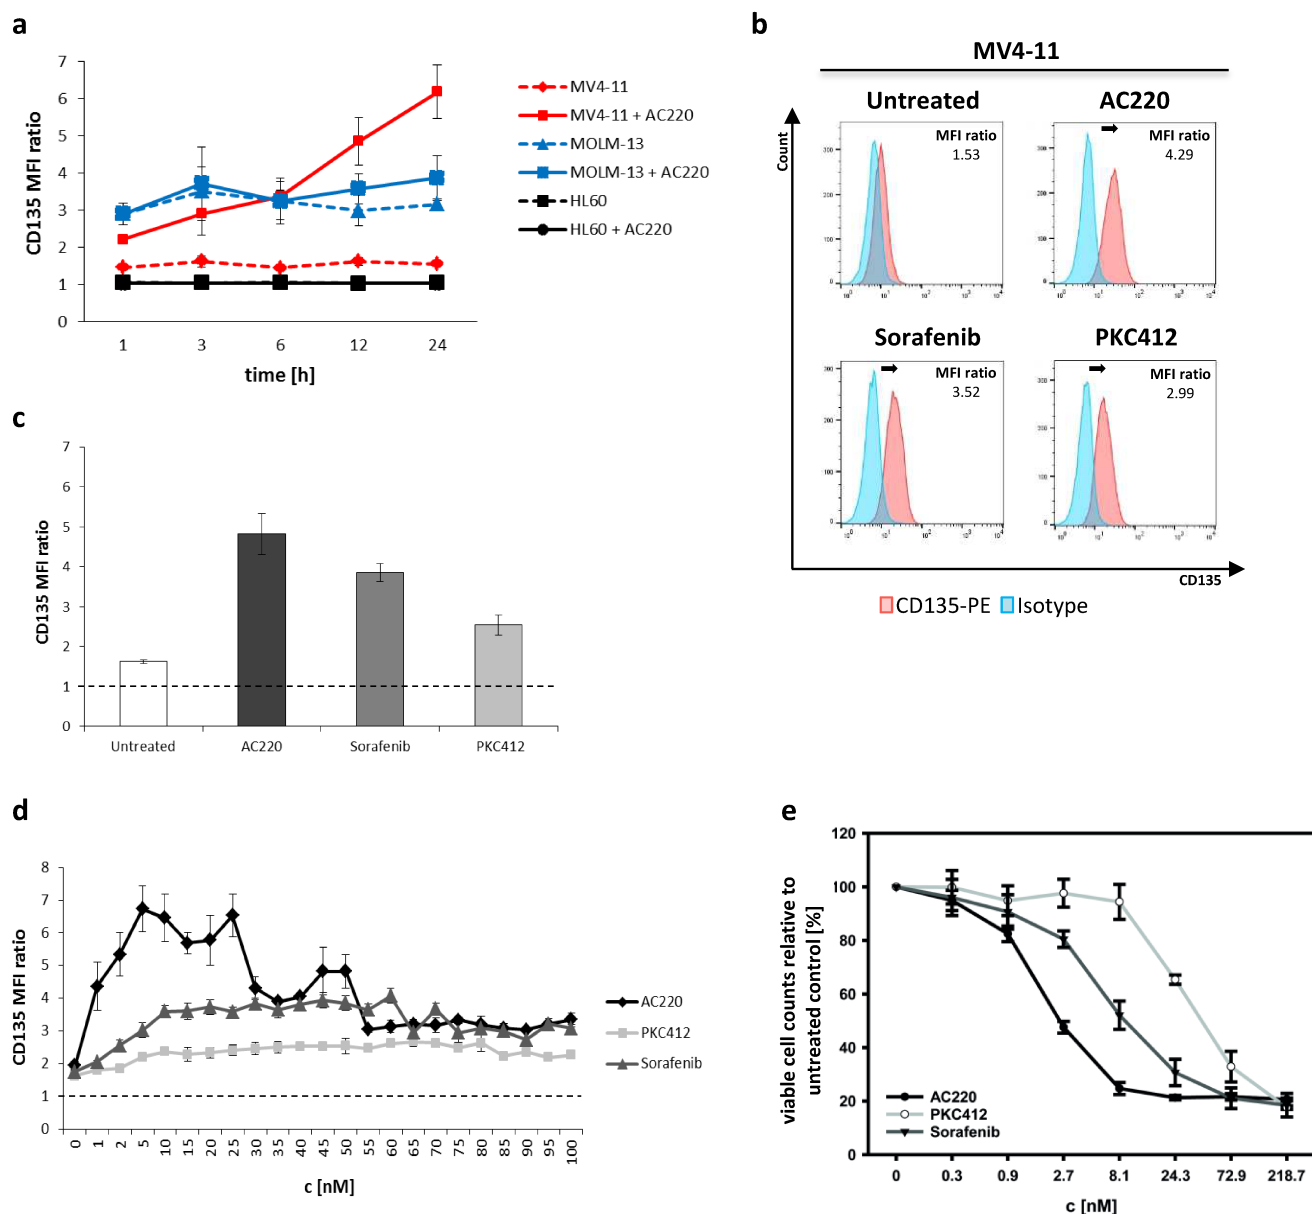 a
CD135 MFI ratio
7
6
5
4
3
2
1
0
1 3 6 12 24
time [h]
MV4-11
MV4-11 + AC220
MOLM-13
MOLM-13 + AC220
HL60
HL60 + AC220
b
MV4-11
Count
Untreated
MFI ratio
1.53
AC220
MFI ratio
4.29
Sorafenib
MFI ratio
3.52
PKC412
MFI ratio
2.99
CD135
CD135-PE Isotype
c
CD135 MFI ratio
7
6
5
4
3
2
1
0
Untreated AC220 Sorafenib PKC412
d
CD135 MFI ratio
8
7
6
5
4
3
2
1
0
0 1 2 5 10 15 20 25 30 35 40 45 50 55 60 65 70 75 80 85 90 95 100
c [nM]
AC220
PKC412
Sorafenib
e
viable cell counts relative to
untreated control [%]
120
100
80
60
40
20
0
AC220
PKC412
Sorafenib
0 0.3 0.9 2.7 8.1 24.3 72.9 218.7
c [nM]